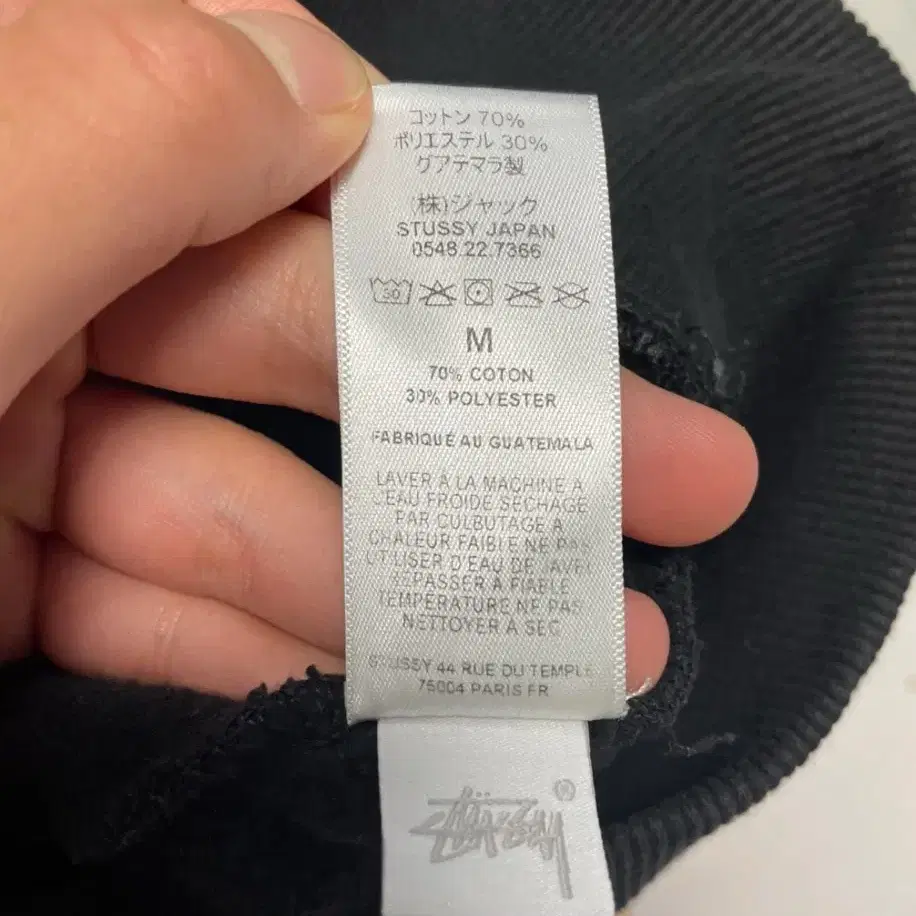 コットン 70%
ポリエステル 30%
グアテマラ製
(株)ジャック
STUSSY JAPAN
0548.22.7366
30
M
70% COTON
30% POLYESTER
FABRIQUE AU GUATEMALA
LAVER À LA MACHINE À
L'EAU FROIDE SÉCHAGE
PAR CULBUTAGE À
CHALEUR FAIBLE NE PAS
UTILISER D'EAU DE JAVEL
REPASSER À FIABLE
TEMPÉRATURE NE PAS
NETTOYER À SEC
STUSSY 44 RUE DU TEMPLE
75004 PARIS FR
Stüssy ®